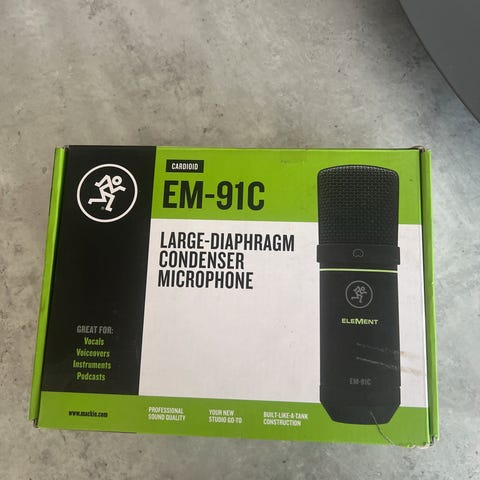 CARDIOID
EM-91C
LARGE-DIAPHRAGM
CONDENSER
MICROPHONE
ELEMENT
EM-91C
GREAT FOR:
Vocals
Voiceovers
Instruments
Podcasts
www.mackie.com
PROFESSIONAL
SOUND QUALITY
YOUR NEW
STUDIO GO-TO
BUILT-LIKE-A-TANK
CONSTRUCTION